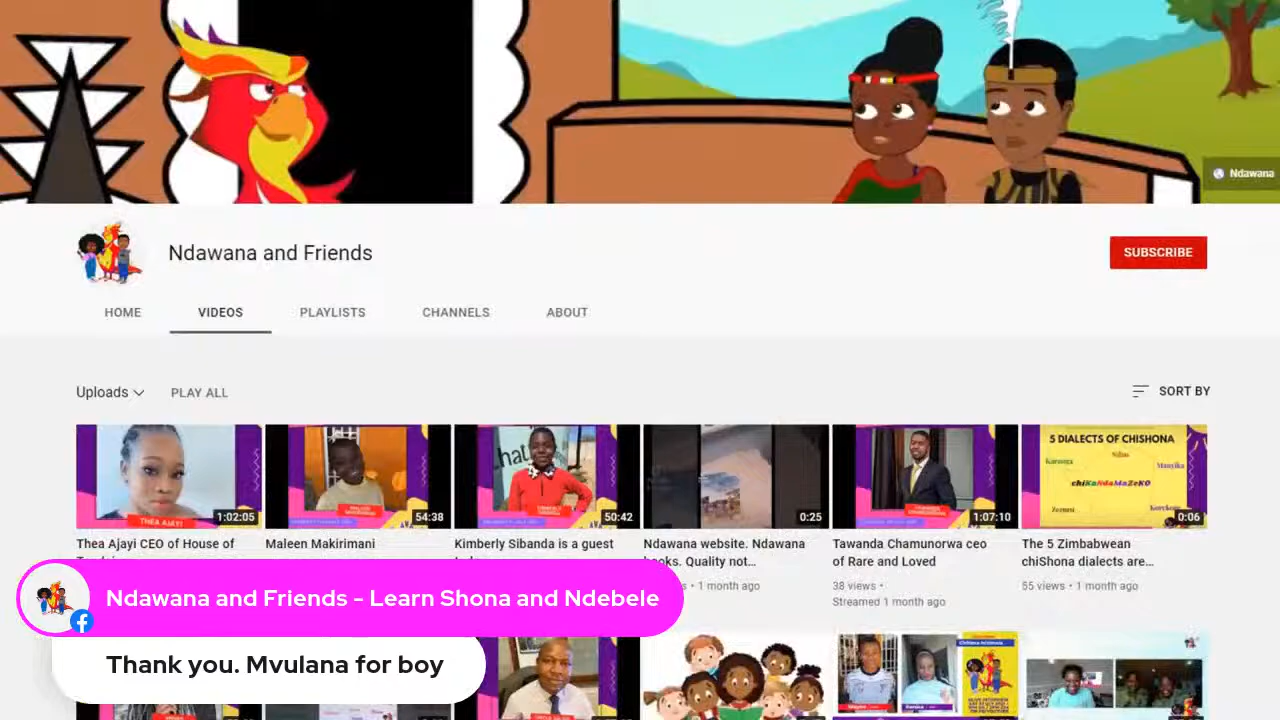 Ndawana
Ndawana and Friends
SUBSCRIBE
HOME
VIDEOS
PLAYLISTS
CHANNELS
ABOUT
Uploads
PLAY ALL
SORT BY
THEA AJAYI
1:02:05
54:38
50:42
0:25
1:07:10
5 DIALECTS OF CHISHONA
Ndau
Karanga
Manyika
chiKaNdaMaZeKO
Zezuru
Korekore
0:06
Thea Ajayi CEO of House of
Maleen Makirimani
Kimberly Sibanda is a guest
Ndawana website. Ndawana
books. Quality not...
1 month ago
Tawanda Chamunorwa ceo
of Rare and Loved
38 views •
Streamed 1 month ago
The 5 Zimbabwean
chiShona dialects are...
55 views • 1 month ago
Ndawana and Friends - Learn Shona and Ndebele
Thank you. Mvulana for boy